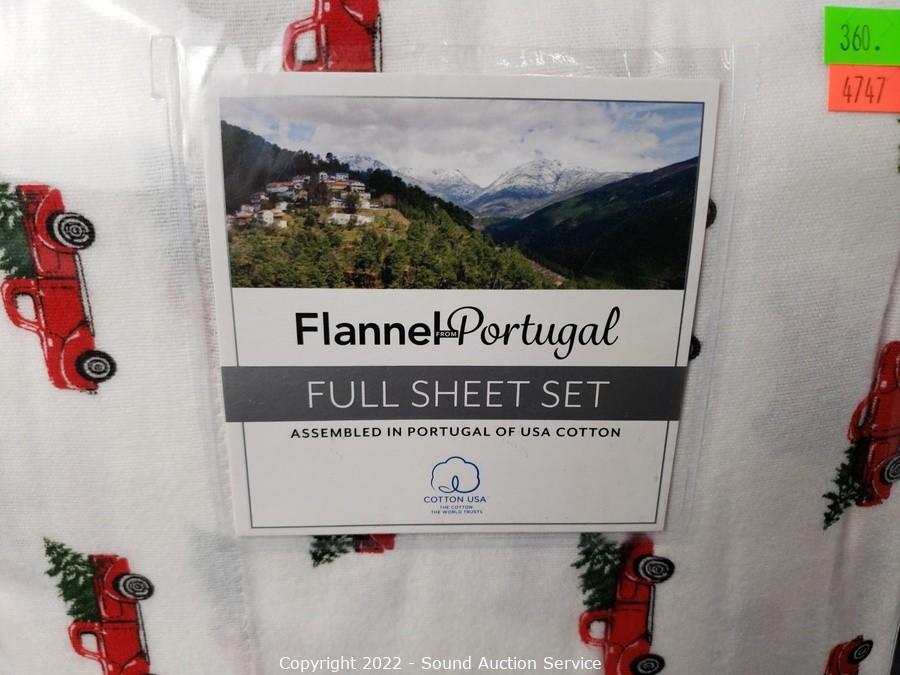 360.
4747
Flannel FROM Portugal
FULL SHEET SET
ASSEMBLED IN PORTUGAL OF USA COTTON
COTTON USA
THE COTTON
THE WORLD TRUSTS
Copyright 2022 - Sound Auction Service